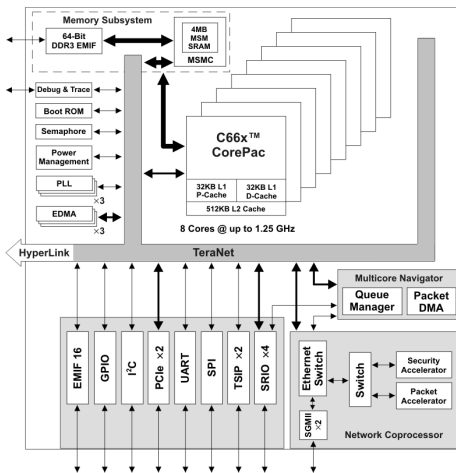 Memory Subsystem
64-Bit
DDR3 EMIF
4MB
MSM
SRAM
MSMC
Debug & Trace
Boot ROM
Semaphore
Power
Management
PLL
×3
EDMA
×3
C66x™
CorePac
32KB L1
P-Cache
32KB L1
D-Cache
512KB L2 Cache
8 Cores @ up to 1.25 GHz
HyperLink
TeraNet
Multicore Navigator
Queue
Manager
Packet
DMA
EMIF 16
GPIO
I²C
PCIe ×2
UART
SPI
TSIP ×2
SRIO ×4
Ethernet
Switch
SGMII
×2
Switch
Security
Accelerator
Packet
Accelerator
Network Coprocessor